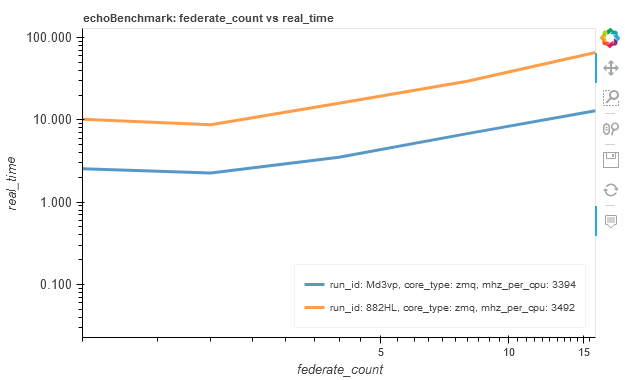 echoBenchmark: federate_count vs real_time
100.000
10.000
1.000
0.100
real_time
run_id: Md3vp, core_type: zmq, mhz_per_cpu: 3394
run_id: 882HL, core_type: zmq, mhz_per_cpu: 3492
5
10
15
federate_count